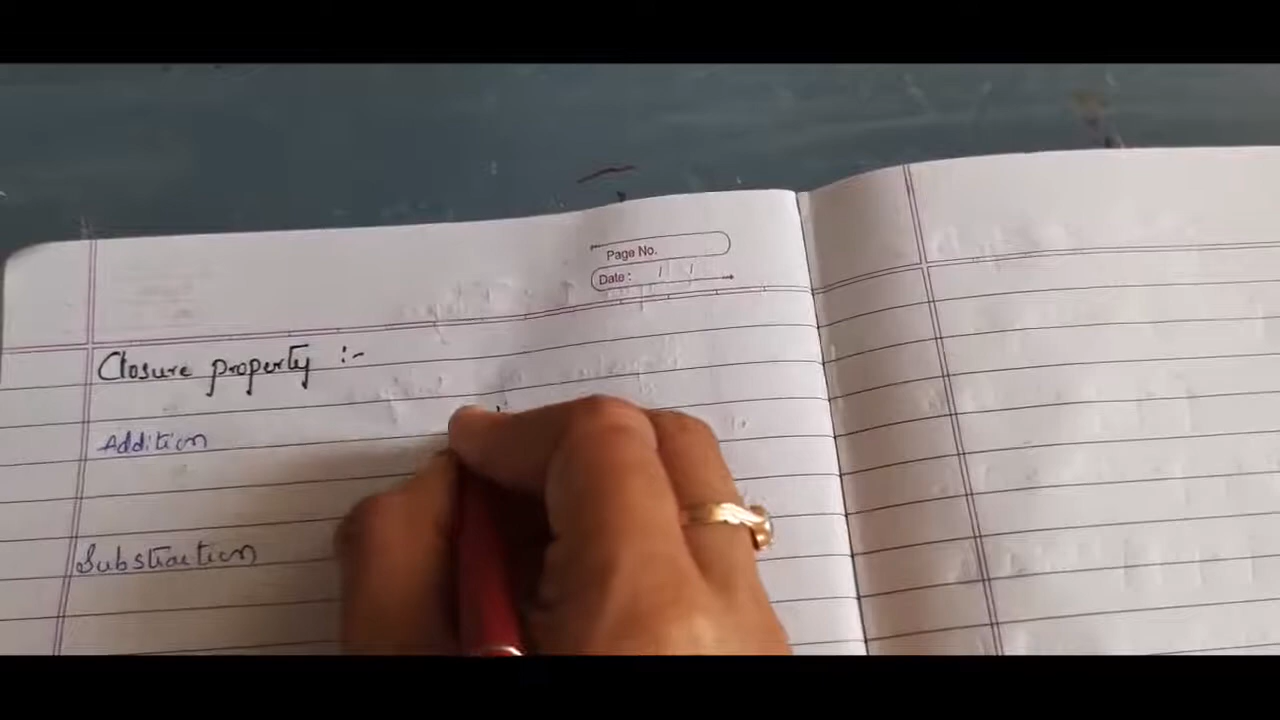 Page No.
Date : / /
Closure property :-
Addition
Substraction